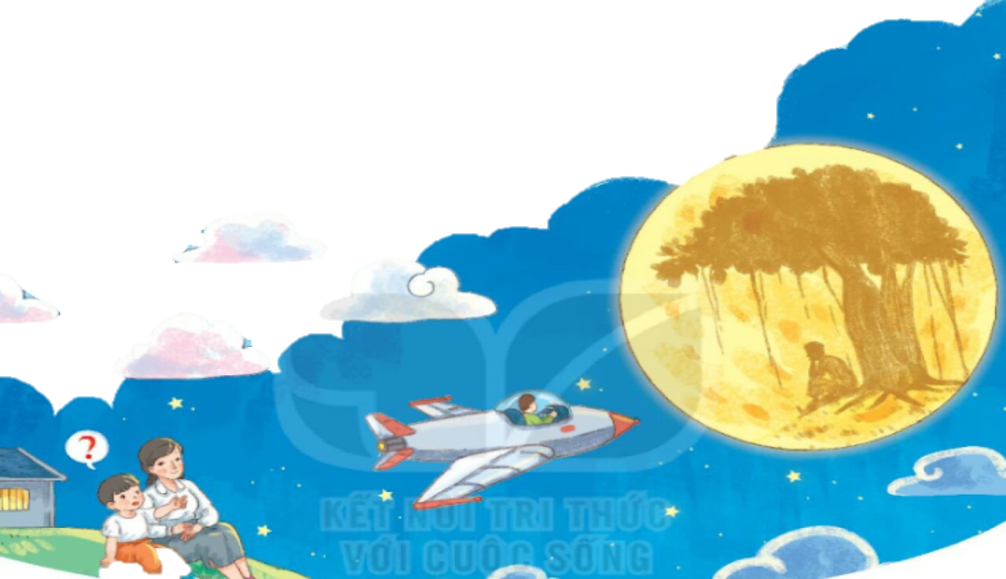 ?
KẾT NỐI TRI THỨC
VỚI CUỘC SỐNG